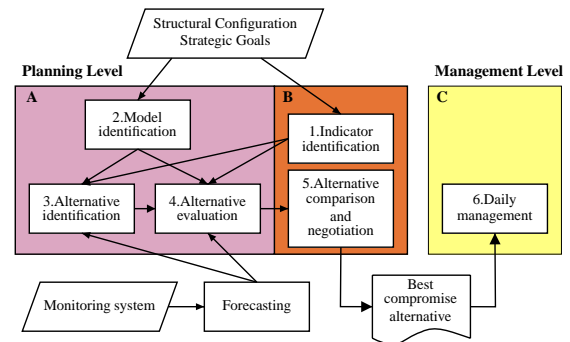 Structural Configuration
Strategic Goals
Planning Level
Management Level
A
B
C
2.Model
identification
1.Indicator
identification
3.Alternative
identification
4.Alternative
evaluation
5.Alternative
comparison
and
negotiation
6.Daily
management
Monitoring system
Forecasting
Best
compromise
alternative